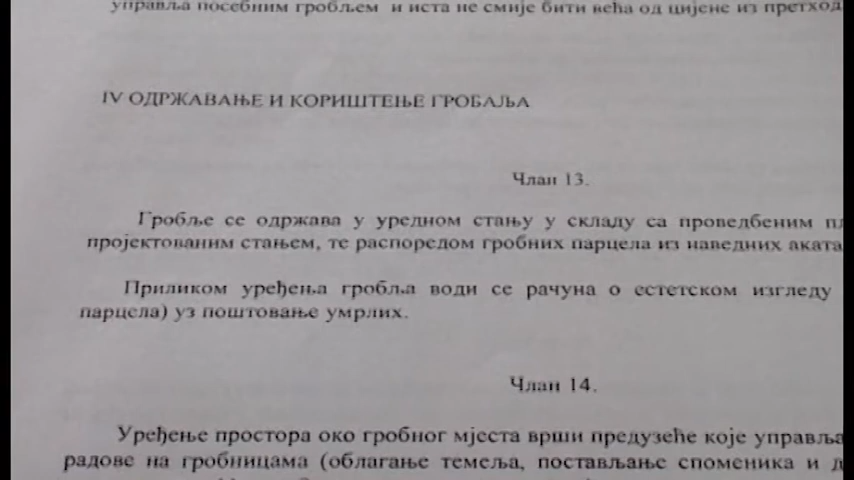 управља посебним гробљем и иста не смије бити већа од цијене из претход
IV ОДРЖАВАЊЕ И КОРИШТЕЊЕ ГРОБАЉА
Члан 13.
Гробље се одржава у уредном стању у складу са проведбеним пл
пројектованим стањем, те распоредом гробних парцела из наведних аката
Приликом уређења гробља води се рачуна о естетском изгледу
парцела) уз поштовање умрлих.
Члан 14.
Уређење простора око гробног мјеста врши предузеће које управља
радове на гробницама (облагање темеља, постављање споменика и д